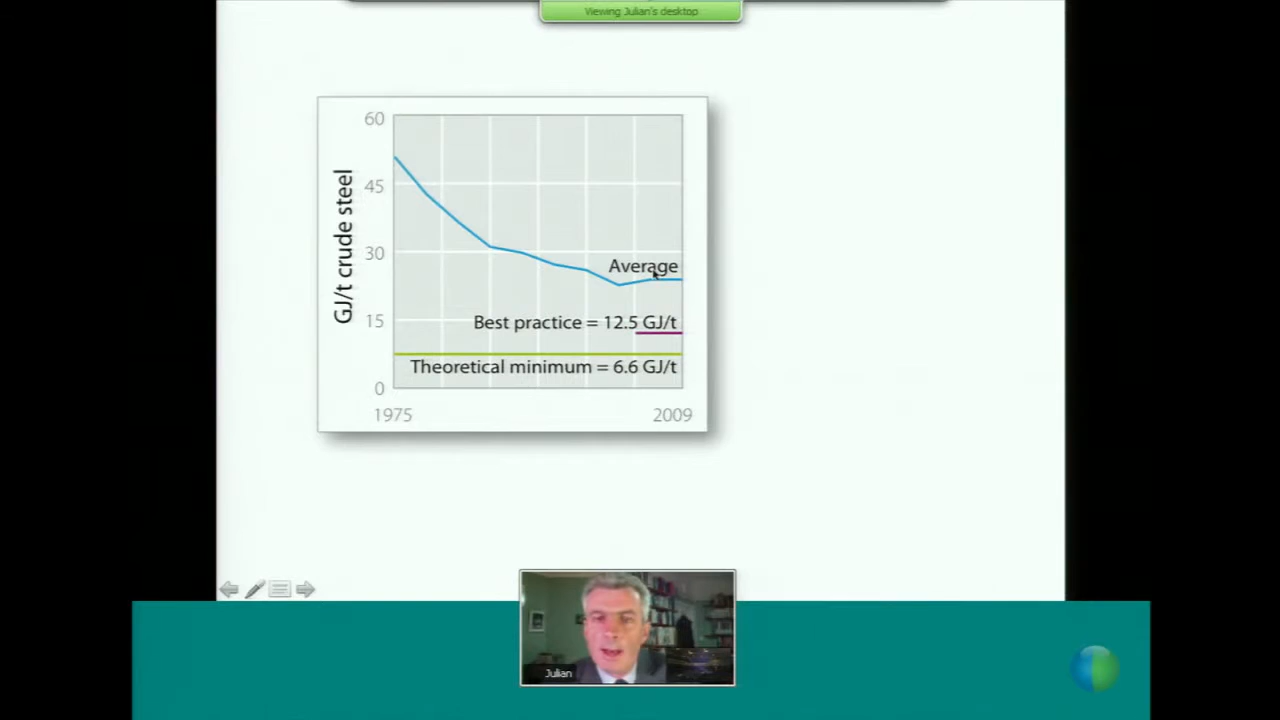 Viewing Julian's desktop
60
45
30
15
0
GJ/t crude steel
Average
Best practice = 12.5 GJ/t
Theoretical minimum = 6.6 GJ/t
1975
2009
Julian